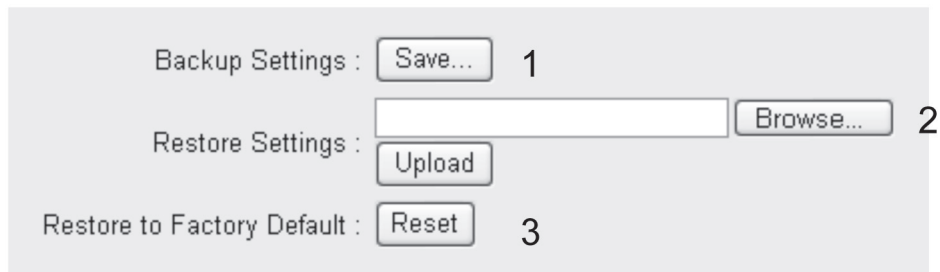 Backup Settings : Save... 1
Browse... 2
Restore Settings :
Upload
Restore to Factory Default : Reset 3